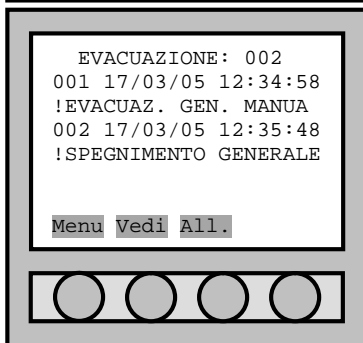 EVACUAZIONE: 002
001 17/03/05 12:34:58
!EVACUAZ. GEN. MANUA
002 17/03/05 12:35:48
!SPEGNIMENTO GENERALE
Menu Vedi All.